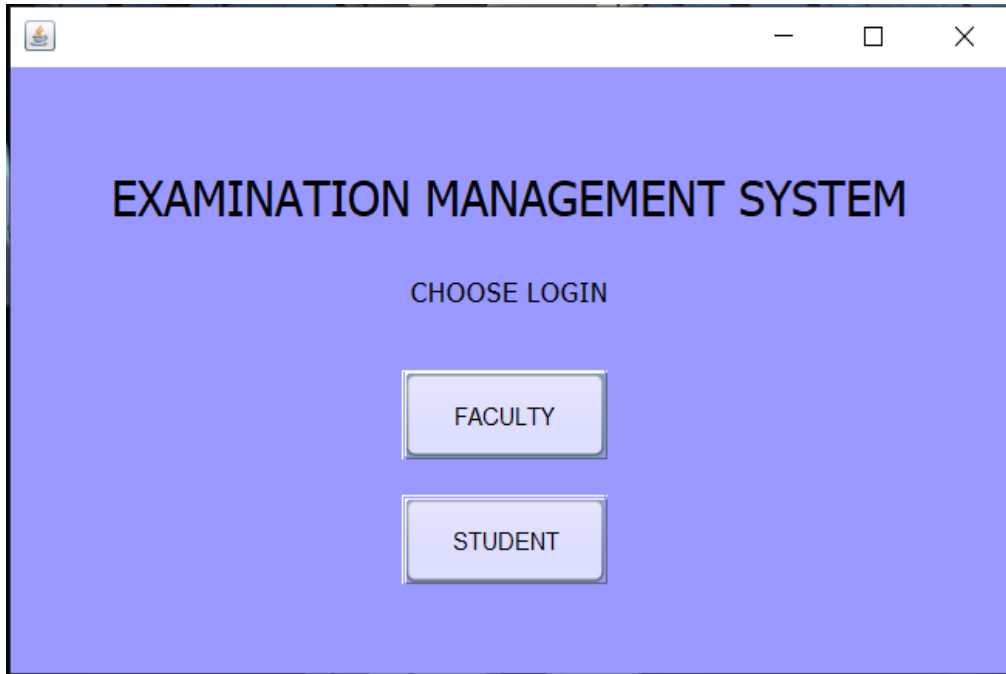 EXAMINATION MANAGEMENT SYSTEM
CHOOSE LOGIN
FACULTY
STUDENT